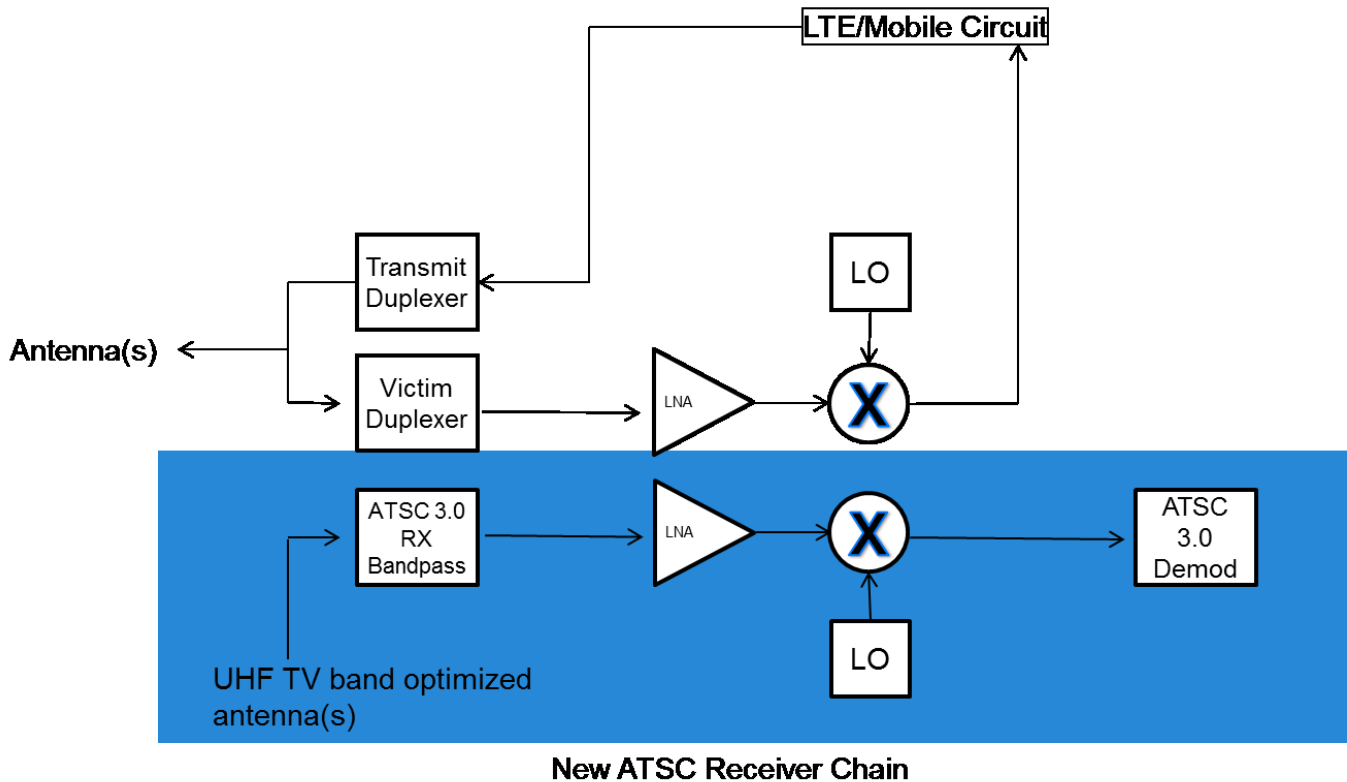 LTE/Mobile Circuit
Transmit
Duplexer
LO
Antenna(s)
Victim
Duplexer
LNA
X
ATSC 3.0
RX
Bandpass
LNA
X
ATSC
3.0
Demod
LO
UHF TV band optimized
antenna(s)
New ATSC Receiver Chain